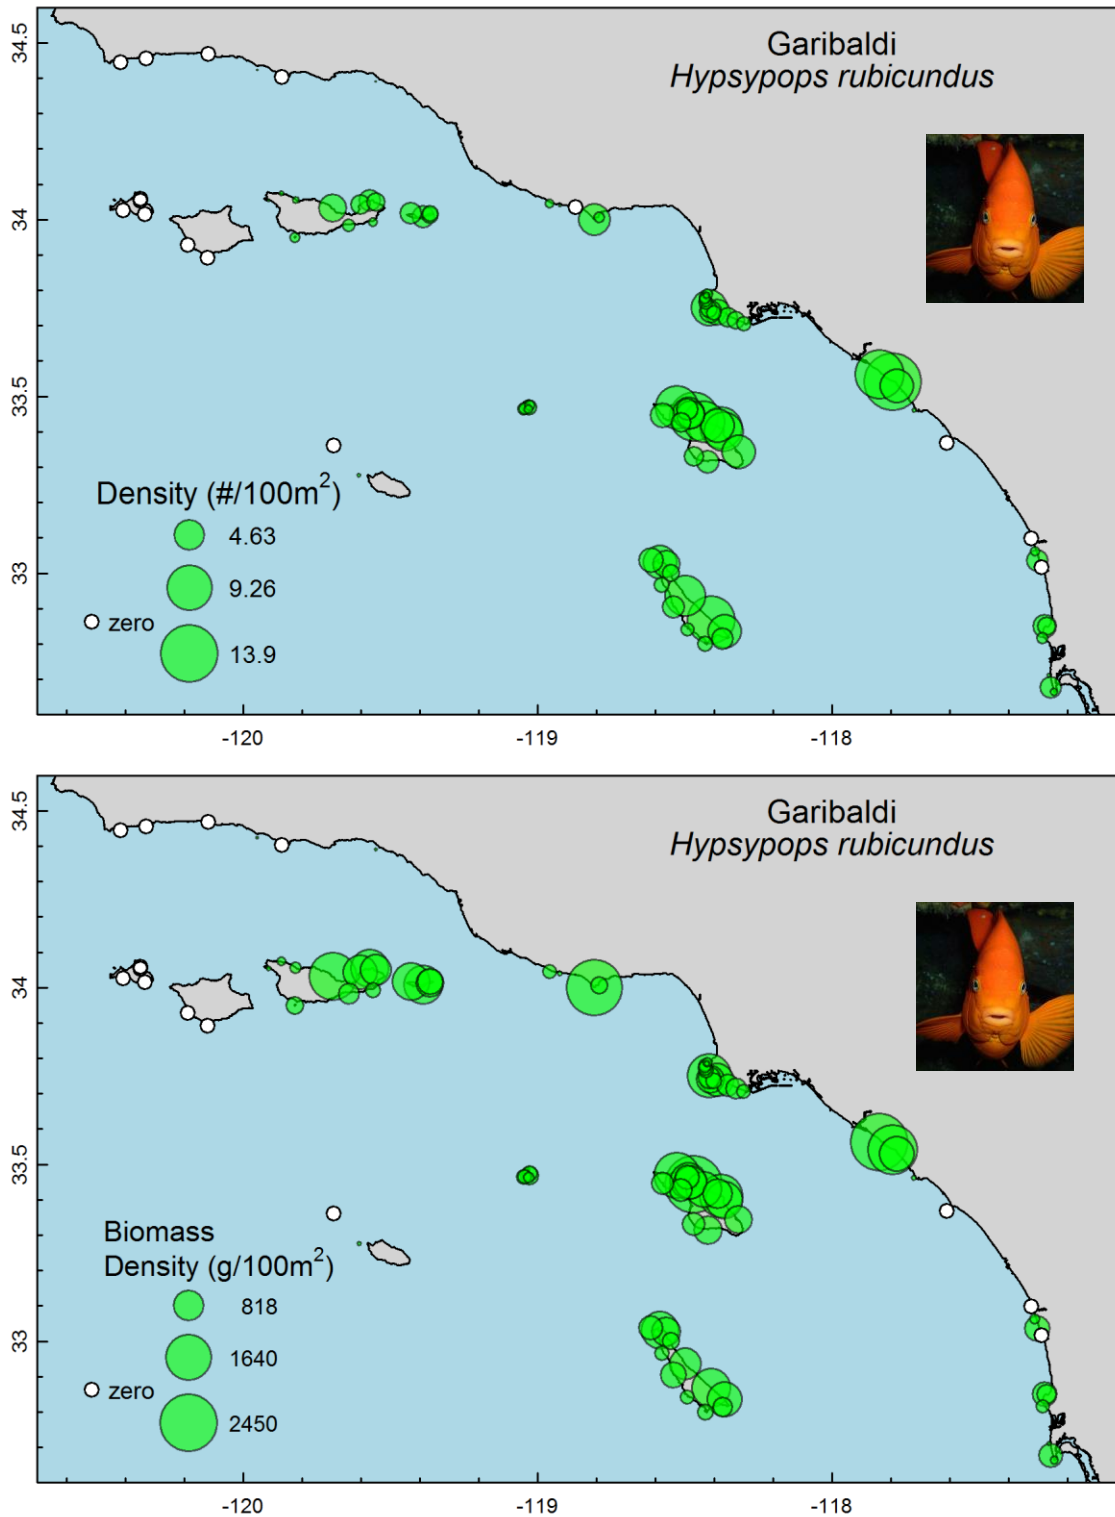 Garibaldi
Hypsypops rubicundus
34.5
34
33.5
33
Density (#/100m²)
4.63
9.26
13.9
zero
-120
-119
-118
Garibaldi
Hypsypops rubicundus
34.5
34
33.5
33
Biomass
Density (g/100m²)
818
1640
2450
zero
-120
-119
-118